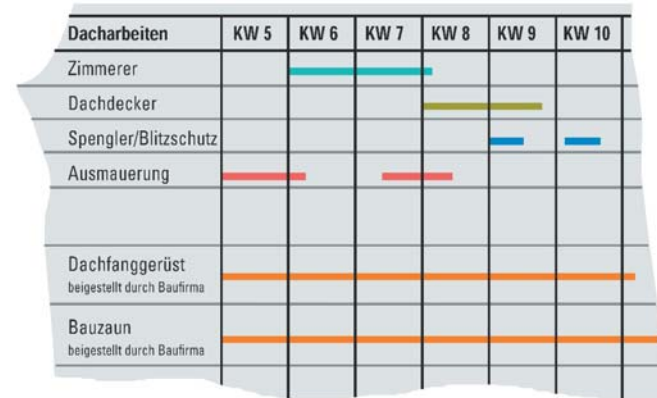 Dacharbeiten KW 5 KW 6 KW 7 KW 8 KW 9 KW 10
Zimmerer
Dachdecker
Spengler/Blitzschutz
Ausmauerung
Dachfanggerüst
beigestellt durch Baufirma
Bauzaun
beigestellt durch Baufirma